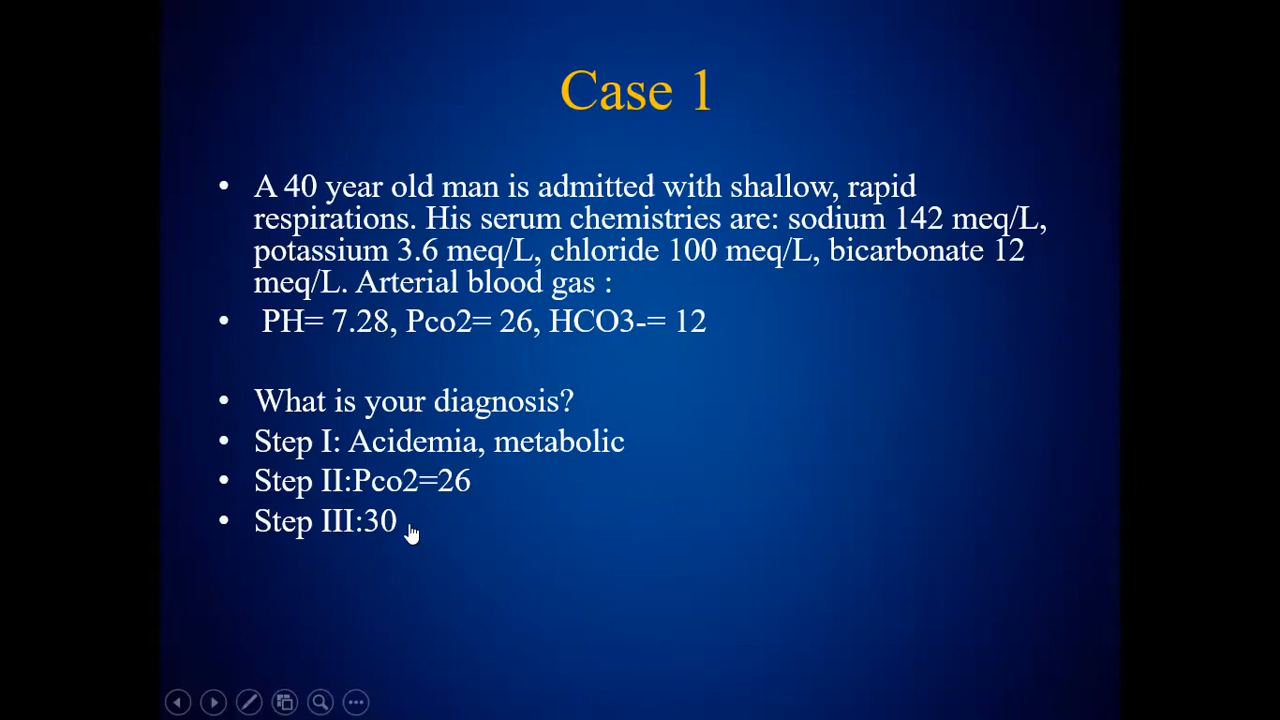 Case 1
• A 40 year old man is admitted with shallow, rapid
respirations. His serum chemistries are: sodium 142 meq/L,
potassium 3.6 meq/L, chloride 100 meq/L, bicarbonate 12
meq/L. Arterial blood gas :
• PH= 7.28, Pco2= 26, HCO3-= 12
• What is your diagnosis?
• Step I: Acidemia, metabolic
• Step II:Pco2=26
• Step III:30